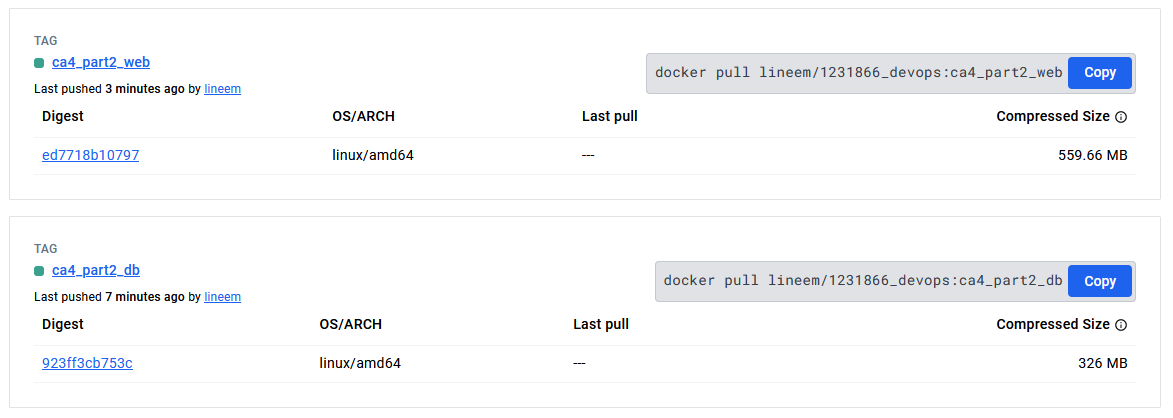 TAG
ca4_part2_web
docker pull lineem/1231866_devops:ca4_part2_web Copy
Last pushed 3 minutes ago by lineem
Digest OS/ARCH Last pull Compressed Size
ed7718b10797 linux/amd64 --- 559.66 MB
TAG
ca4_part2_db
docker pull lineem/1231866_devops:ca4_part2_db Copy
Last pushed 7 minutes ago by lineem
Digest OS/ARCH Last pull Compressed Size
923ff3cb753c linux/amd64 --- 326 MB